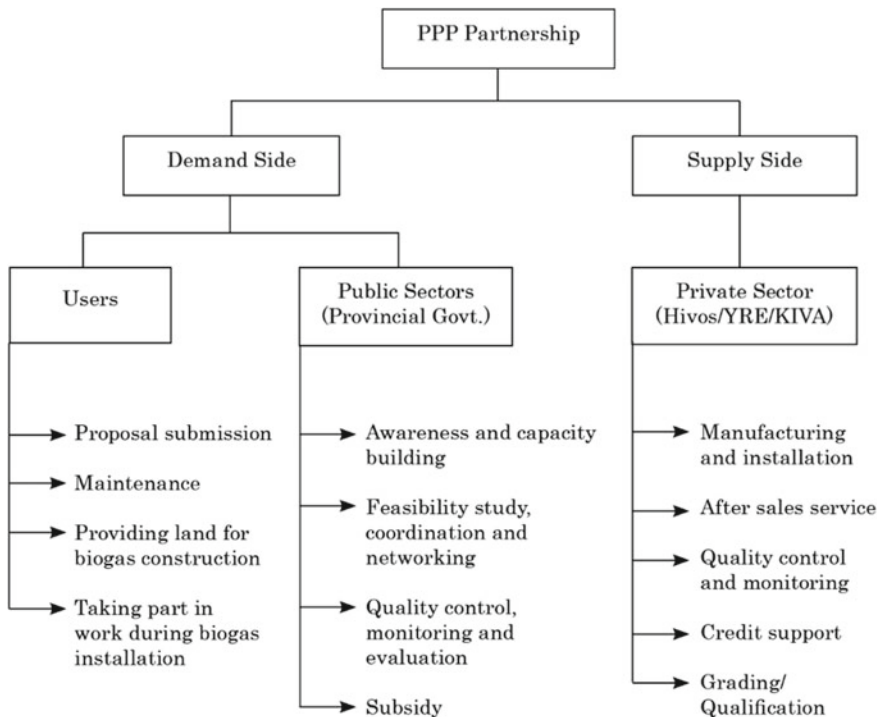 PPP Partnership
Demand Side
Supply Side
Users
Public Sectors
(Provincial Govt.)
Private Sector
(Hivos/YRE/KIVA)
Proposal submission
Maintenance
Providing land for
biogas construction
Taking part in
work during biogas
installation
Awareness and capacity
building
Feasibility study,
coordination and
networking
Quality control,
monitoring and
evaluation
Subsidy
Manufacturing
and installation
After sales service
Quality control
and monitoring
Credit support
Grading/
Qualification